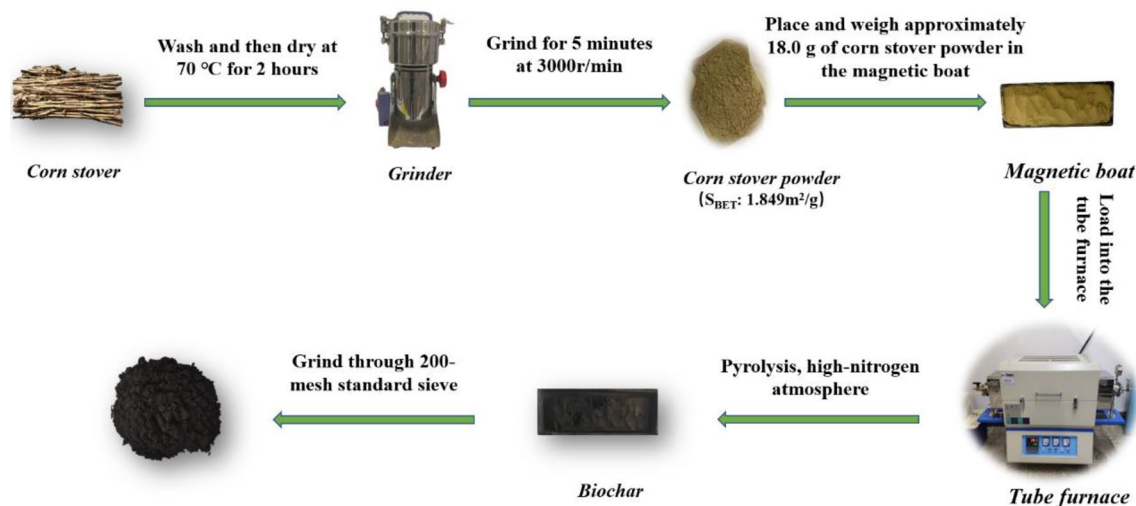 Wash and then dry at
70 °C for 2 hours
Grind for 5 minutes
at 3000r/min
Place and weigh approximately
18.0 g of corn stover powder in
the magnetic boat
Corn stover
Grinder
Corn stover powder
(SBET: 1.849m²/g)
Magnetic boat
Load into the
tube furnace
Pyrolysis, high-nitrogen
atmosphere
Grind through 200-
mesh standard sieve
Biochar
Tube furnace